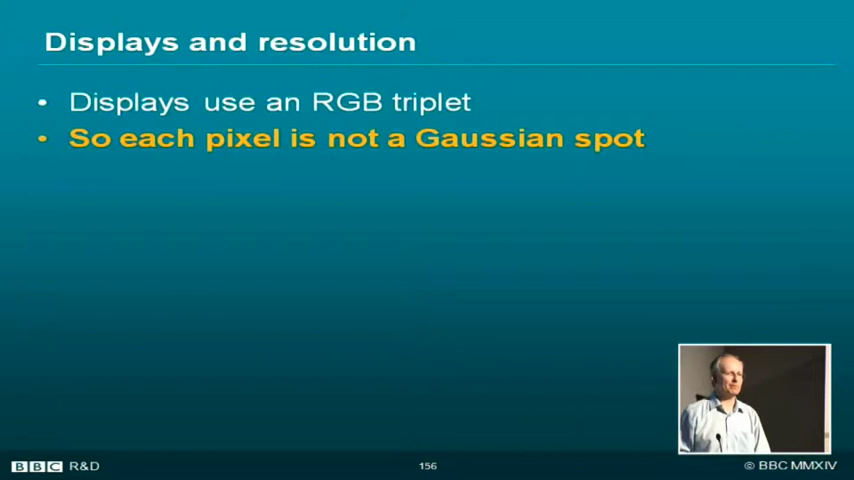 Displays and resolution
• Displays use an RGB triplet
• So each pixel is not a Gaussian spot
BBC R&D
156
© BBC MMXIV